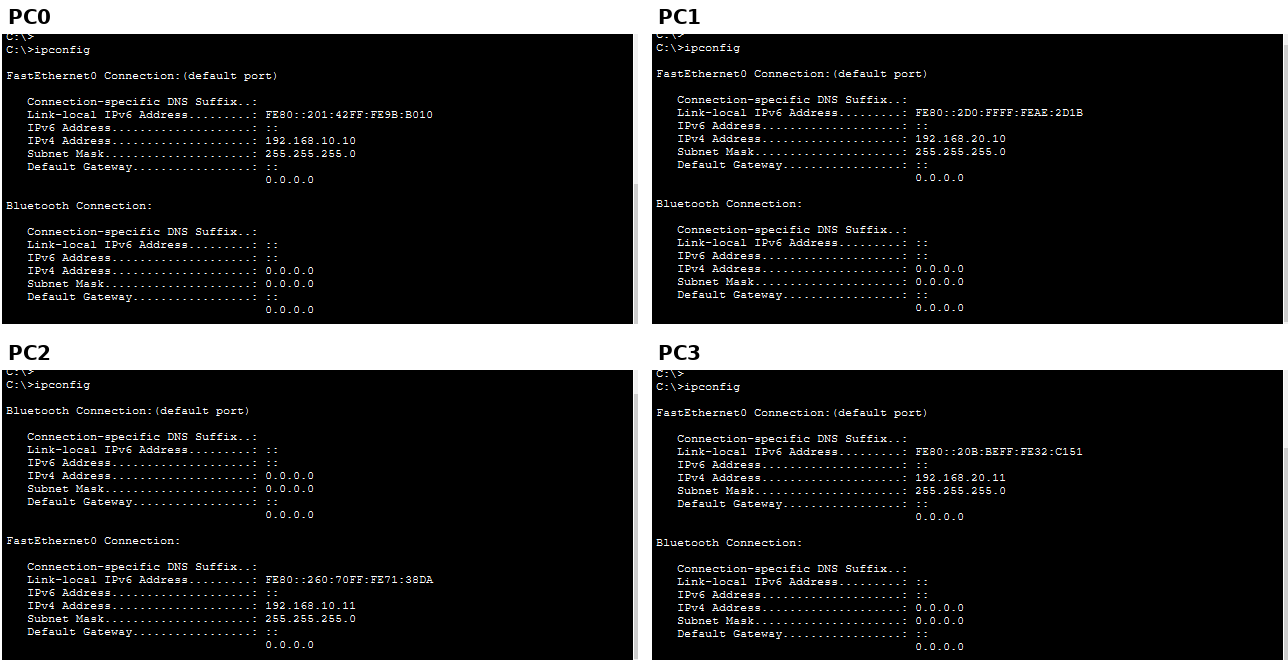 PC0
C:\>
C:\>ipconfig
FastEthernet0 Connection:(default port)
Connection-specific DNS Suffix..:
Link-local IPv6 Address.........: FE80::201:42FF:FE9B:B010
IPv6 Address....................: ::
IPv4 Address....................: 192.168.10.10
Subnet Mask.....................: 255.255.255.0
Default Gateway.................: ::
0.0.0.0
Bluetooth Connection:
Connection-specific DNS Suffix..:
Link-local IPv6 Address.........: ::
IPv6 Address....................: ::
IPv4 Address....................: 0.0.0.0
Subnet Mask.....................: 0.0.0.0
Default Gateway.................: ::
0.0.0.0
PC1
C:\>
C:\>ipconfig
FastEthernet0 Connection:(default port)
Connection-specific DNS Suffix..:
Link-local IPv6 Address.........: FE80::2D0:FFFF:FEAE:2D1B
IPv6 Address....................: ::
IPv4 Address....................: 192.168.20.10
Subnet Mask.....................: 255.255.255.0
Default Gateway.................: ::
0.0.0.0
Bluetooth Connection:
Connection-specific DNS Suffix..:
Link-local IPv6 Address.........: ::
IPv6 Address....................: ::
IPv4 Address....................: 0.0.0.0
Subnet Mask.....................: 0.0.0.0
Default Gateway.................: ::
0.0.0.0
PC2
C:\>
C:\>ipconfig
Bluetooth Connection:(default port)
Connection-specific DNS Suffix..:
Link-local IPv6 Address.........: ::
IPv6 Address....................: ::
IPv4 Address....................: 0.0.0.0
Subnet Mask.....................: 0.0.0.0
Default Gateway.................: ::
0.0.0.0
FastEthernet0 Connection:
Connection-specific DNS Suffix..:
Link-local IPv6 Address.........: FE80::260:70FF:FE71:38DA
IPv6 Address....................: ::
IPv4 Address....................: 192.168.10.11
Subnet Mask.....................: 255.255.255.0
Default Gateway.................: ::
0.0.0.0
PC3
C:\>
C:\>ipconfig
FastEthernet0 Connection:(default port)
Connection-specific DNS Suffix..:
Link-local IPv6 Address.........: FE80::20B:BEFF:FE32:C151
IPv6 Address....................: ::
IPv4 Address....................: 192.168.20.11
Subnet Mask.....................: 255.255.255.0
Default Gateway.................: ::
0.0.0.0
Bluetooth Connection:
Connection-specific DNS Suffix..:
Link-local IPv6 Address.........: ::
IPv6 Address....................: ::
IPv4 Address....................: 0.0.0.0
Subnet Mask.....................: 0.0.0.0
Default Gateway.................: ::
0.0.0.0